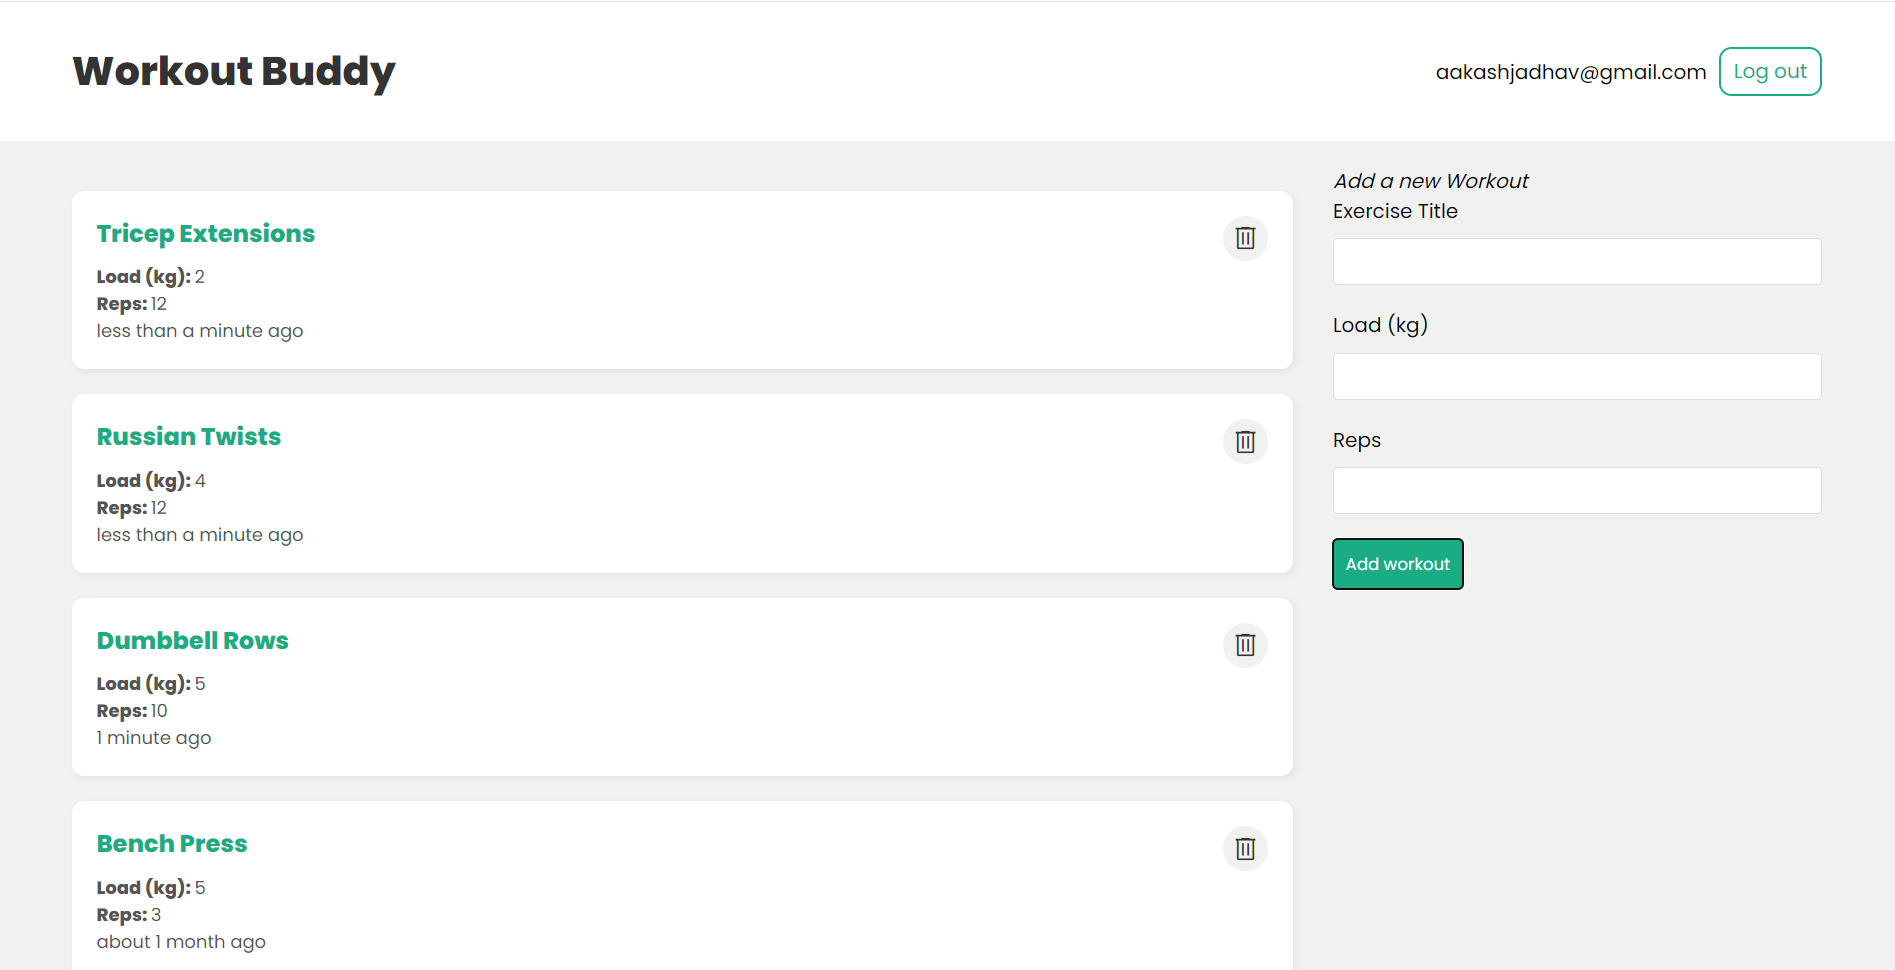 Workout Buddy
aakashjadhav@gmail.com
Log out
Tricep Extensions
Load (kg): 2
Reps: 12
less than a minute ago
Russian Twists
Load (kg): 4
Reps: 12
less than a minute ago
Dumbbell Rows
Load (kg): 5
Reps: 10
1 minute ago
Bench Press
Load (kg): 5
Reps: 3
about 1 month ago
Add a new Workout
Exercise Title
Load (kg)
Reps
Add workout